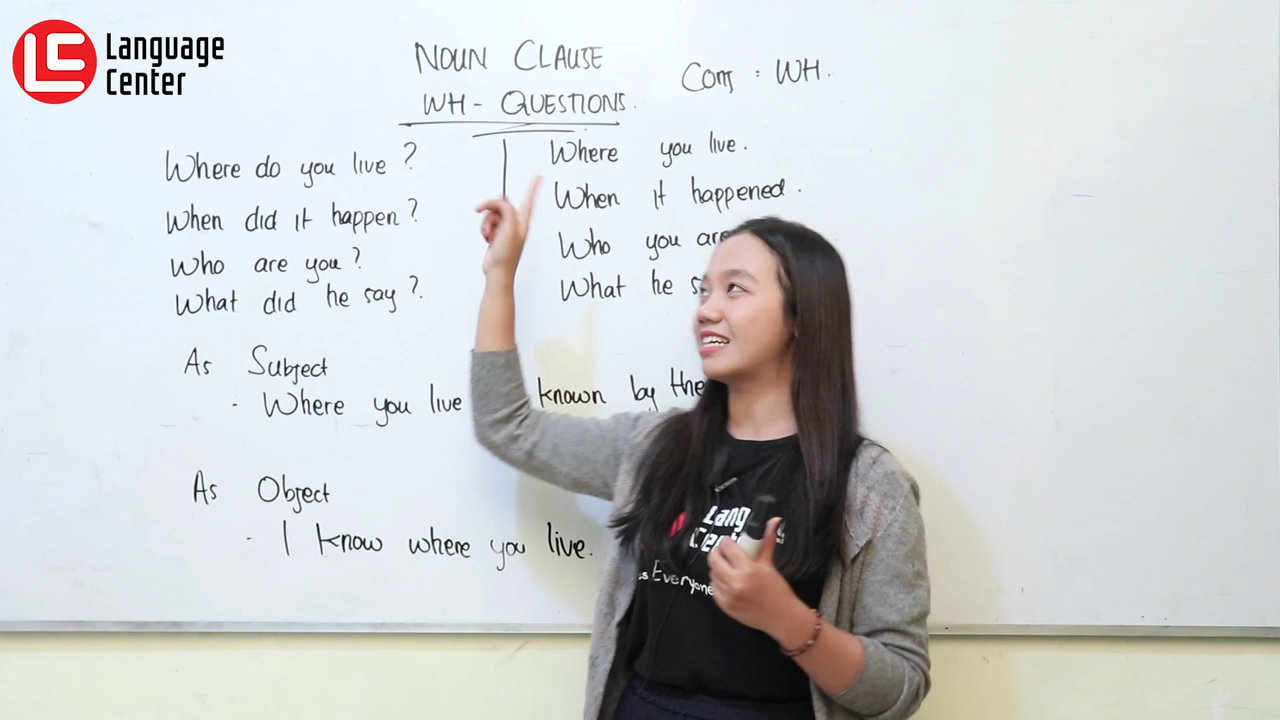 Language
Center
NOUN CLAUSE
WH - QUESTIONS.
Conj : WH.
Where do you live ?
When did it happen ?
Who are you ?
What did he say ?.
Where you live.
When it happened.
Who you are
What he
As Subject
- Where you live known by the
As Object
- I know where you live.
Everyone